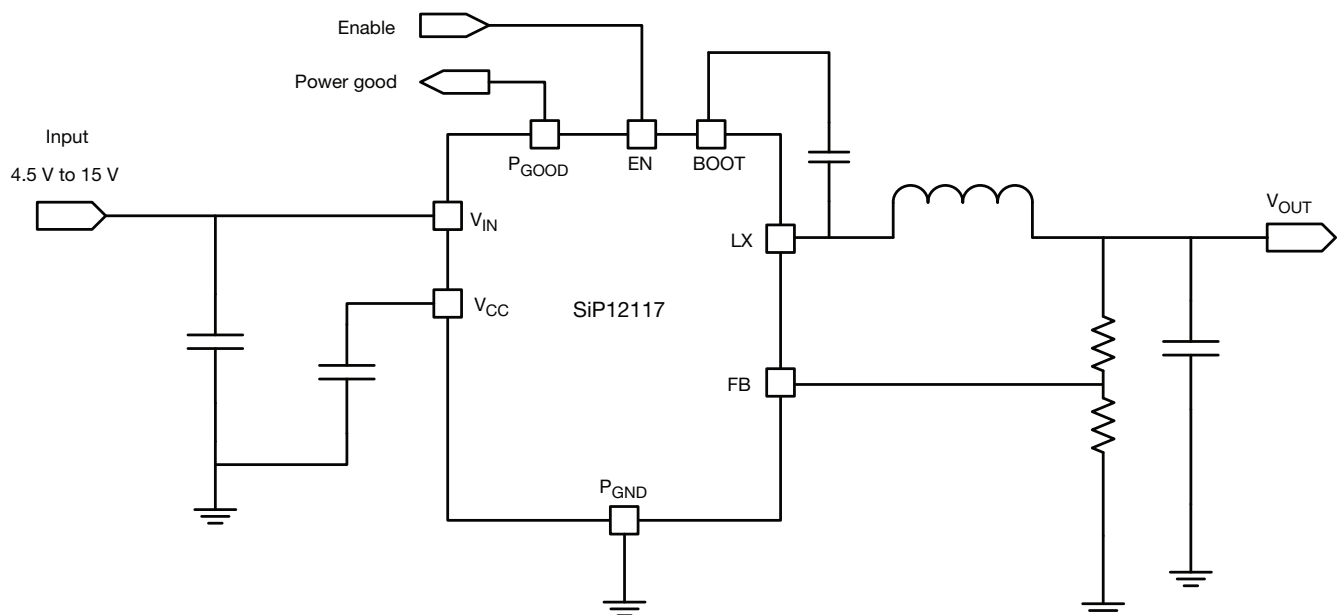 Enable
Power good
Input
4.5 V to 15 V
PGOOD
EN
BOOT
VIN
LX
VOUT
VCC
SiP12117
FB
PGND